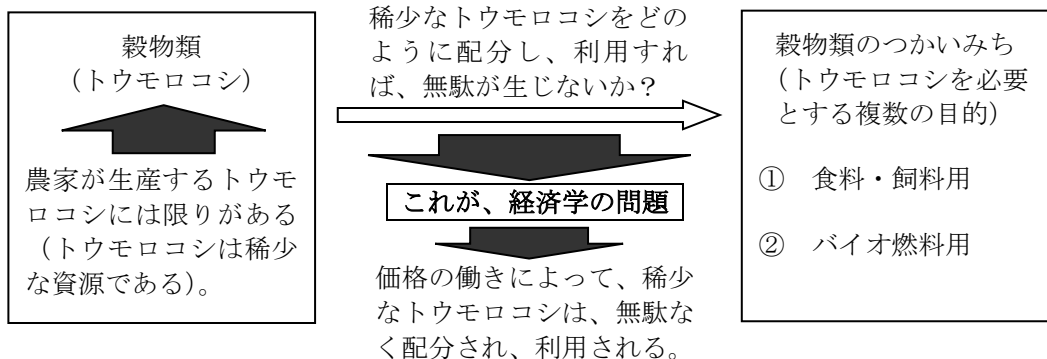 穀物類
（トウモロコシ）
農家が生産するトウモ
ロコシには限りがある
（トウモロコシは稀少
な資源である）。
稀少なトウモロコシをどの
ように配分し、利用すれ
ば、無駄が生じないか？
これが、経済学の問題
価格の働きによって、稀少
なトウモロコシは、無駄な
く配分され、利用される。
穀物類のつかいみち
（トウモロコシを必要
とする複数の目的）
①　食料・飼料用
②　バイオ燃料用